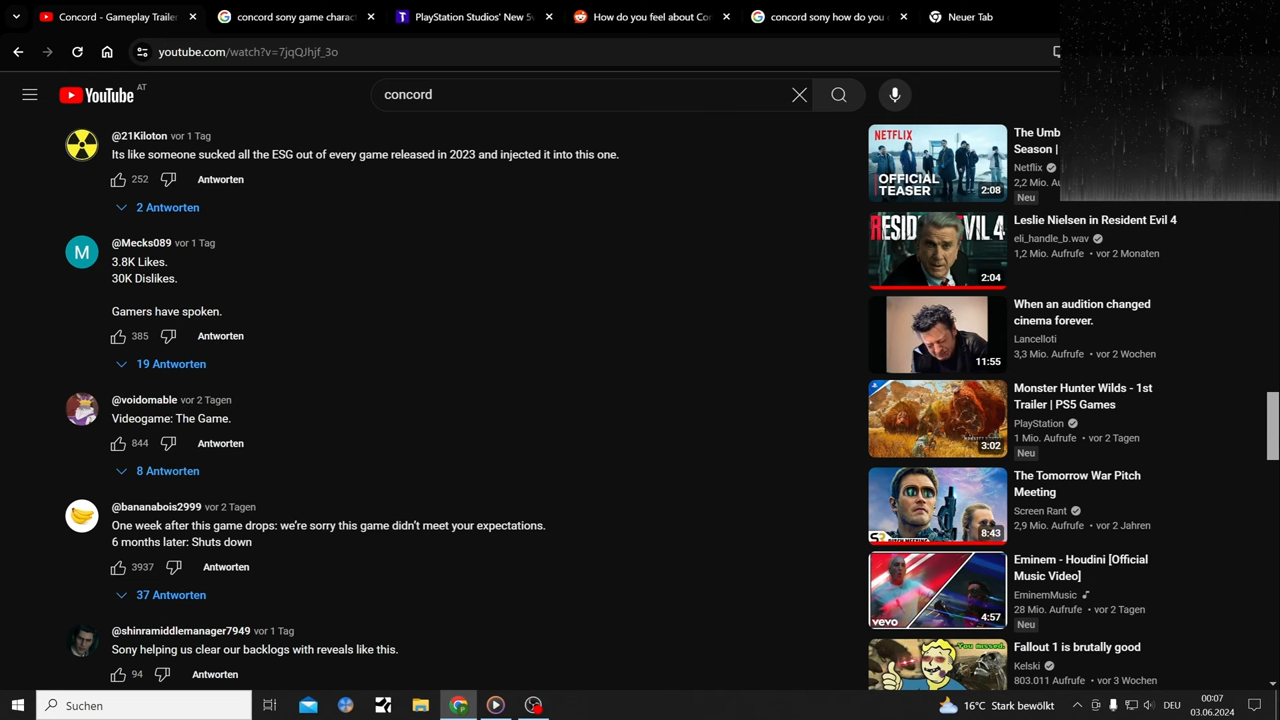 Concord - Gameplay Trailer
concord sony game charac
PlayStation Studios' New 5v
How do you feel about Cor
concord sony how do you
Neuer Tab
youtube.com/watch?v=7jqQJhjf_3o
YouTube AT
concord
@21Kiloton vor 1 Tag
Its like someone sucked all the ESG out of every game released in 2023 and injected it into this one.
252 Antworten
2 Antworten
M
@Mecks089 vor 1 Tag
3.8K Likes.
30K Dislikes.
Gamers have spoken.
385 Antworten
19 Antworten
@voidomable vor 2 Tagen
Videogame: The Game.
844 Antworten
8 Antworten
@bananabois2999 vor 2 Tagen
One week after this game drops: we're sorry this game didn't meet your expectations.
6 months later: Shuts down
3937 Antworten
37 Antworten
@shinramiddlemanager7949 vor 1 Tag
Sony helping us clear our backlogs with reveals like this.
94 Antworten
NETFLIX
OFFICIAL
TEASER
2:08
The Umb
Season |
Netflix
2,2 Mio. Au
Neu
RESID VIL 4
2:04
Leslie Nielsen in Resident Evil 4
eli_handle_b.wav
1,2 Mio. Aufrufe • vor 2 Monaten
11:55
When an audition changed
cinema forever.
Lancelloti
3,3 Mio. Aufrufe • vor 2 Wochen
3:02
Monster Hunter Wilds - 1st
Trailer | PS5 Games
PlayStation
1 Mio. Aufrufe • vor 2 Tagen
Neu
8:43
The Tomorrow War Pitch
Meeting
Screen Rant
2,9 Mio. Aufrufe • vor 2 Jahren
vevo
4:57
Eminem - Houdini [Official
Music Video]
EminemMusic
28 Mio. Aufrufe • vor 2 Tagen
Neu
You missed.
Fallout 1 is brutally good
Kelski
803.011 Aufrufe • vor 3 Wochen
Suchen
16°C Stark bewölkt
DEU
00:07
03.06.2024